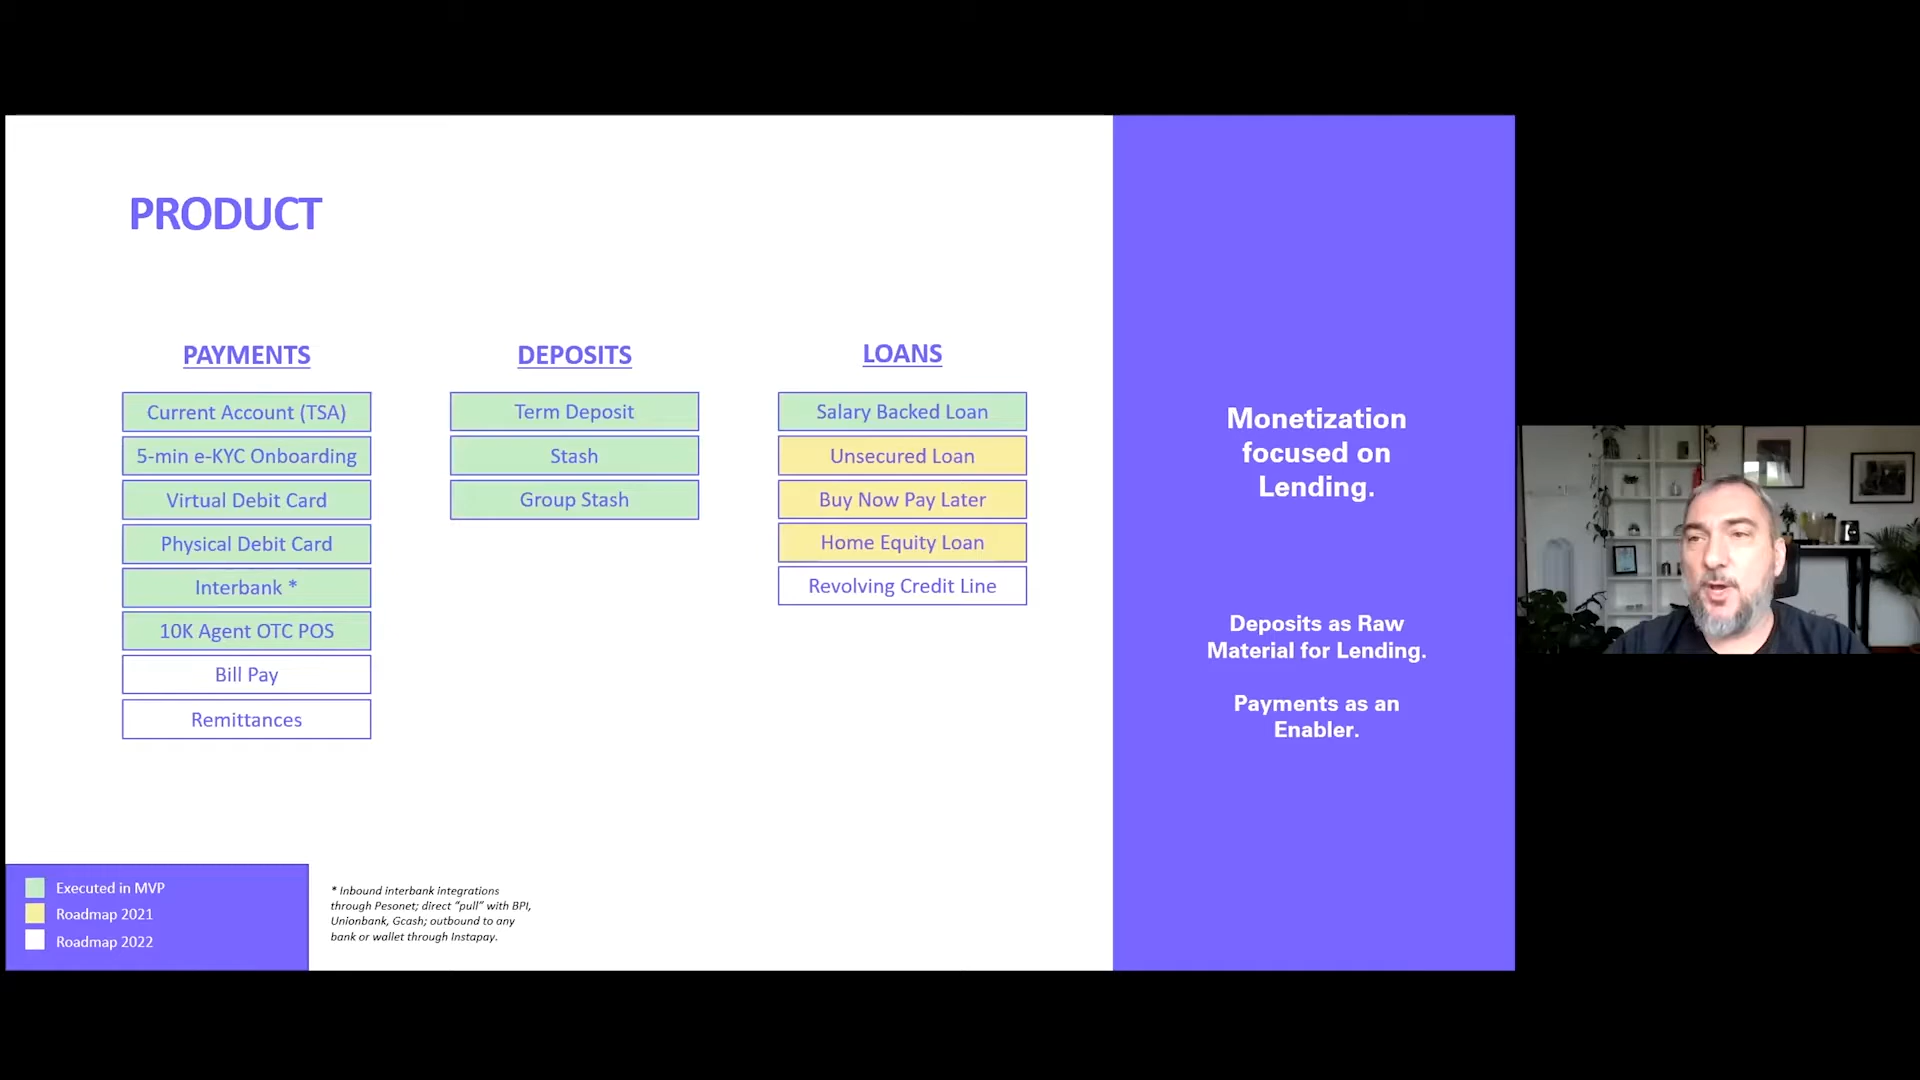 PRODUCT
PAYMENTS
Current Account (TSA)
5-min e-KYC Onboarding
Virtual Debit Card
Physical Debit Card
Interbank *
10K Agent OTC POS
Bill Pay
Remittances
DEPOSITS
Term Deposit
Stash
Group Stash
LOANS
Salary Backed Loan
Unsecured Loan
Buy Now Pay Later
Home Equity Loan
Revolving Credit Line
Monetization
focused on
Lending.
Deposits as Raw
Material for Lending.
Payments as an
Enabler.
Executed in MVP
Roadmap 2021
Roadmap 2022
* Inbound interbank integrations
through Pesonet; direct “pull” with BPI,
Unionbank, Gcash; outbound to any
bank or wallet through Instapay.